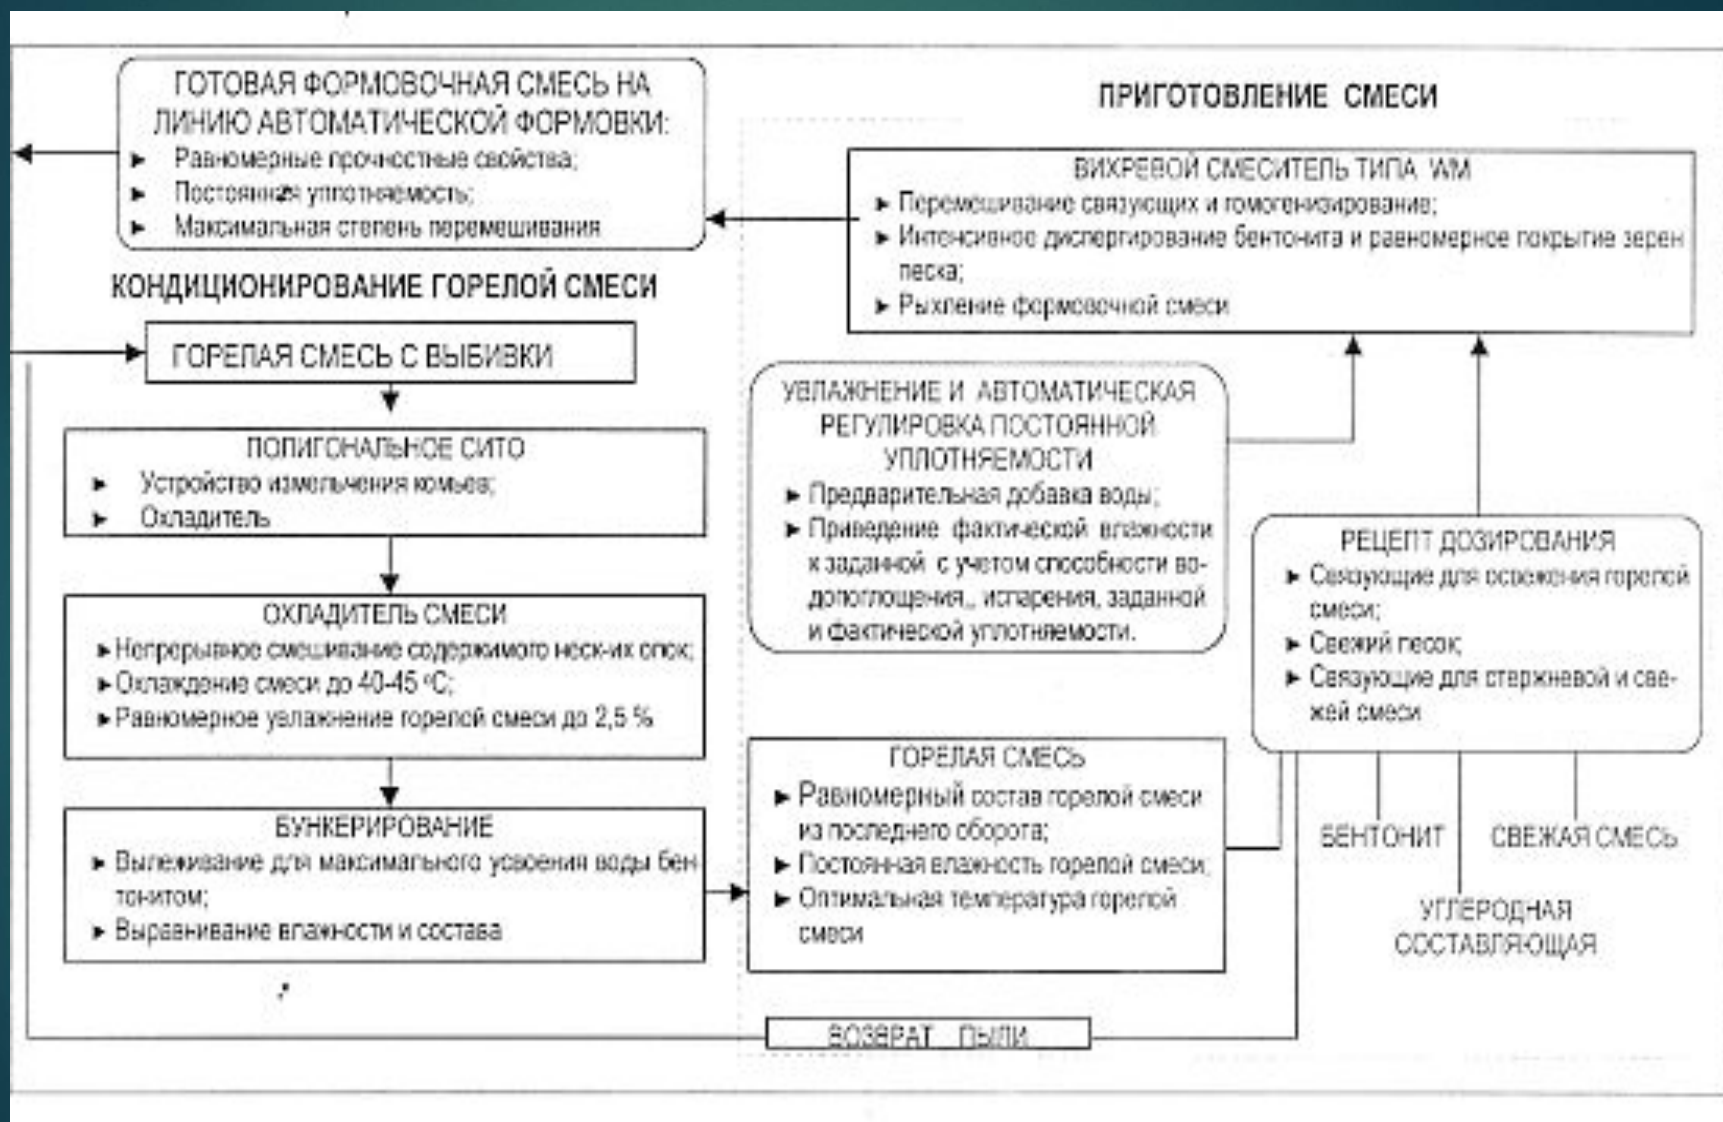 ГОТОВАЯ ФОРМОВОЧНАЯ СМЕСЬ НА
ЛИНИЮ АВТОМАТИЧЕСКОЙ ФОРМОВКИ:
► Равномерные прочностные свойства;
► Постоянная уплотняемость;
► Максимальная степень перемешивания
КОНДИЦИОНИРОВАНИЕ ГОРЕЛОЙ СМЕСИ
ГОРЕЛАЯ СМЕСЬ С ВЫБИВКИ
ПОЛИГОНАЛЬНОЕ СИТО
► Устройство измельчения комьев;
► Охладитель
ОХЛАДИТЕЛЬ СМЕСИ
► Непрерывное смешивание содержимого неск-их опок;
► Охлаждение смеси до 40-45 ºС;
► Равномерное увлажнение горелой смеси до 2,5 %
БУНКЕРИРОВАНИЕ
► Вылеживание для максимального усвоения воды бен-
тонитом;
► Выравнивание влажности и состава
ПРИГОТОВЛЕНИЕ СМЕСИ
ВИХРЕВОЙ СМЕСИТЕЛЬ ТИПА WM
► Перемешивание связующих и гомогенизирование;
► Интенсивное диспергирование бентонита и равномерное покрытие зерен
песка;
► Рыхление формовочной смеси
УВЛАЖНЕНИЕ И АВТОМАТИЧЕСКАЯ
РЕГУЛИРОВКА ПОСТОЯННОЙ
УПЛОТНЯЕМОСТИ
► Предварительная добавка воды;
► Приведение фактической влажности
к заданной с учетом способности во-
допоглощения,, испарения, заданной
и фактической уплотняемости.
РЕЦЕПТ ДОЗИРОВАНИЯ
► Связующие для освежения горелой
смеси;
► Свежий песок;
► Связующие для стержневой и све-
жей смеси
ГОРЕЛАЯ СМЕСЬ
► Равномерный состав горелой смеси
из последнего оборота;
► Постоянная влажность горелой смеси;
► Оптимальная температура горелой
смеси
БЕНТОНИТ
СВЕЖАЯ СМЕСЬ
УГЛЕРОДНАЯ
СОСТАВЛЯЮЩАЯ
ВОЗВРАТ ПЫЛИ